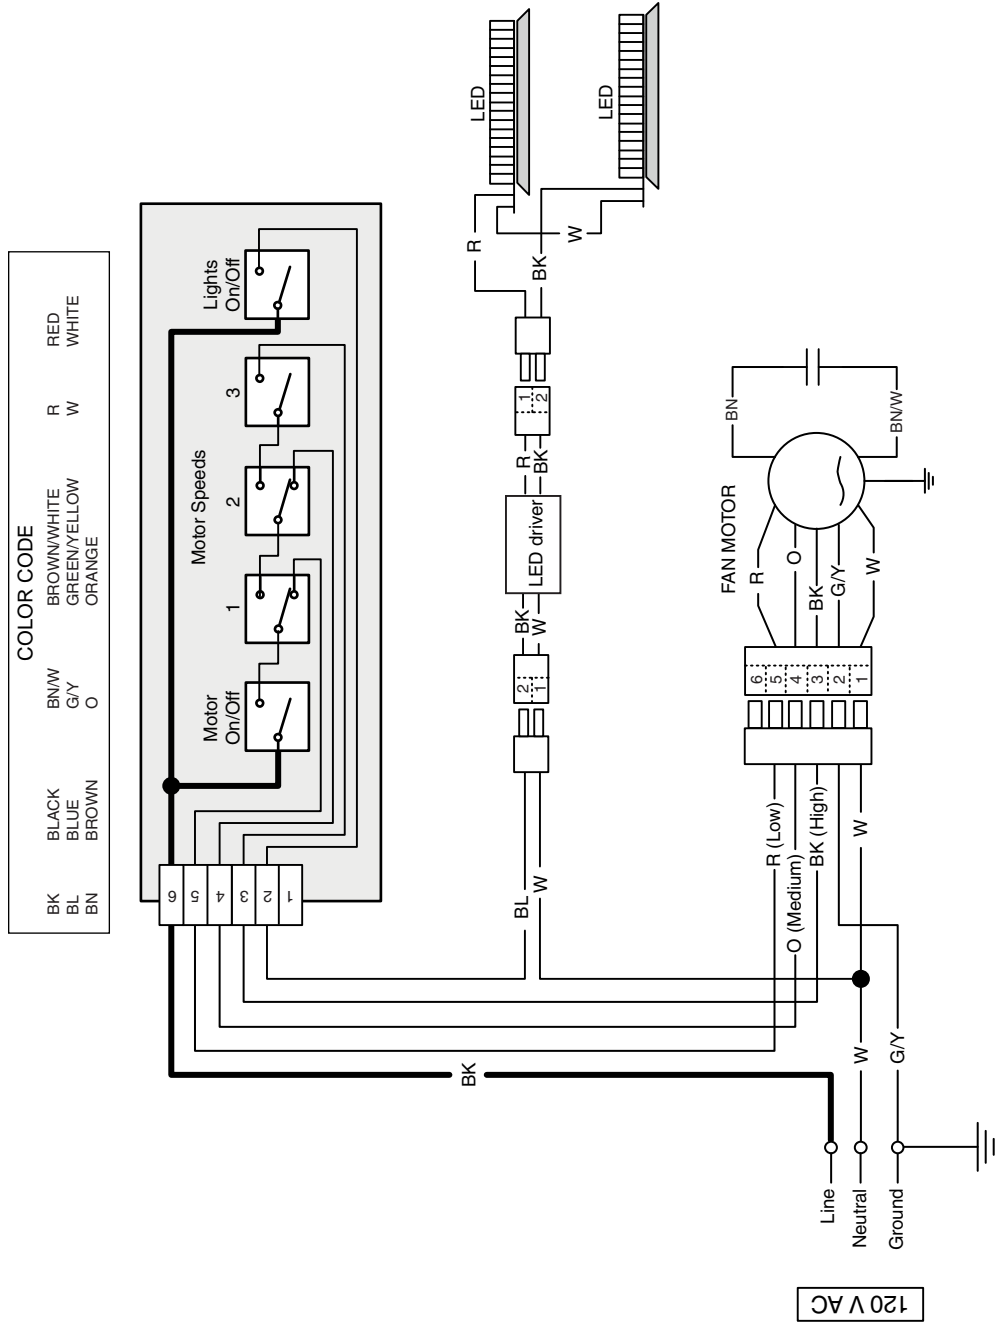 COLOR CODE
BK BLACK BN/W BROWN/WHITE R RED
BL BLUE G/Y GREEN/YELLOW W WHITE
BN BROWN O ORANGE
Motor
On/Off
Motor Speeds
1
2
3
Lights
On/Off
6
5
4
3
2
1
BK
BL
W
2
1
BK
W
LED driver
R
BK
1
2
R
BK
W
LED
LED
R (Low)
O (Medium)
BK (High)
W
6
5
4
3
2
1
FAN MOTOR
R
O
BK
G/Y
W
BN
BN/W
Line
Neutral
Ground
W
G/Y
120 V AC